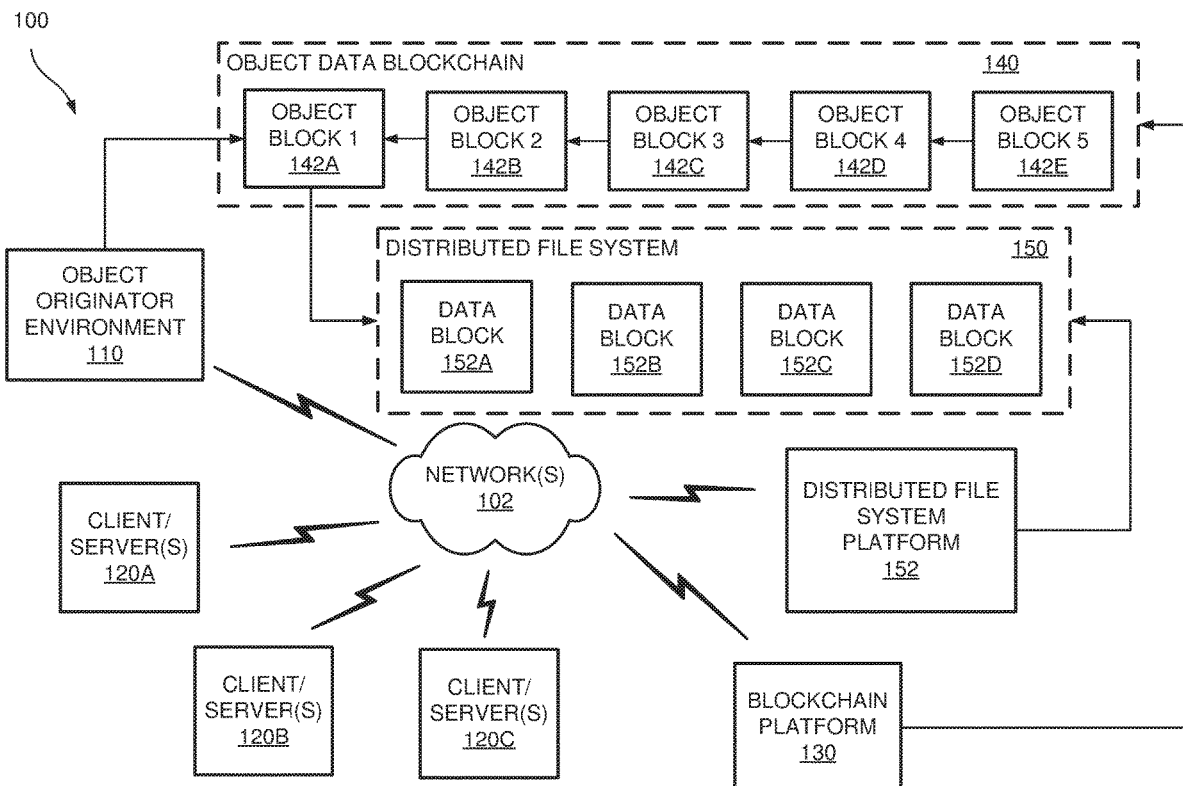 100
OBJECT DATA BLOCKCHAIN
140
OBJECT
BLOCK 1
142A
OBJECT
BLOCK 2
142B
OBJECT
BLOCK 3
142C
OBJECT
BLOCK 4
142D
OBJECT
BLOCK 5
142E
OBJECT
ORIGINATOR
ENVIRONMENT
110
DISTRIBUTED FILE SYSTEM
150
DATA
BLOCK
152A
DATA
BLOCK
152B
DATA
BLOCK
152C
DATA
BLOCK
152D
NETWORK(S)
102
DISTRIBUTED FILE
SYSTEM
PLATFORM
152
CLIENT/
SERVER(S)
120A
CLIENT/
SERVER(S)
120B
CLIENT/
SERVER(S)
120C
BLOCKCHAIN
PLATFORM
130